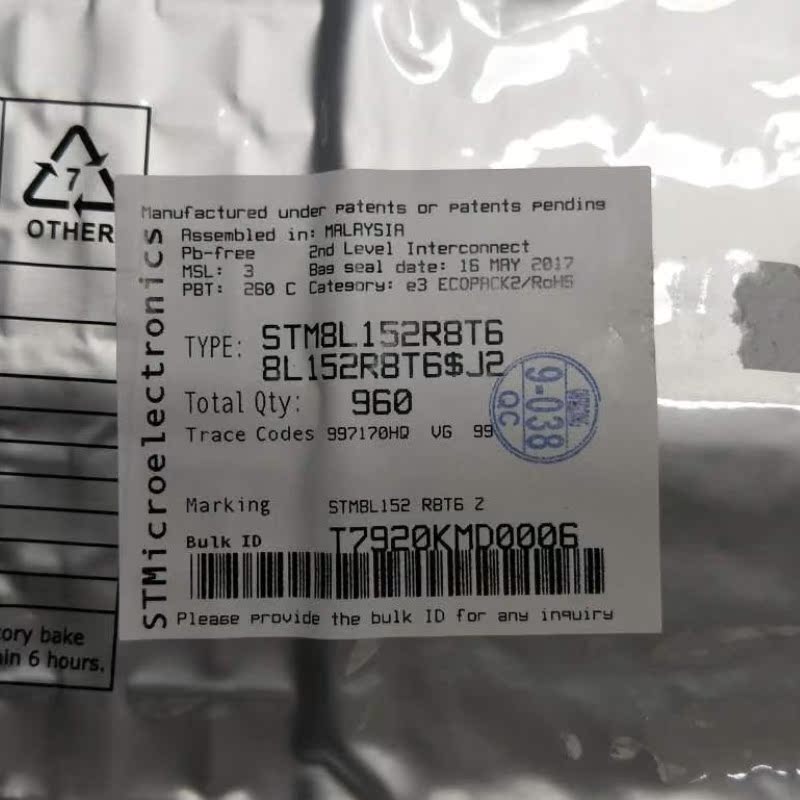 7
OTHER
STMicroelectronics
Manufactured under patents or patents pending
Assembled in: MALAYSIA
Pb-free 2nd Level Interconnect
MSL: 3 Bag seal date: 16 MAY 2017
PBT: 260 C Category: e3 ECOPACK2/RoHS
TYPE: STM8L152R8T6
8L152R8T6$J2
Total Qty: 960
Trace Codes 997170HQ VG 99
9-038
QC
Marking STM8L152 R8T6 Z
Bulk ID T7920KMD0006
Please provide the bulk ID for any inquiry
ory bake
in 6 hours.